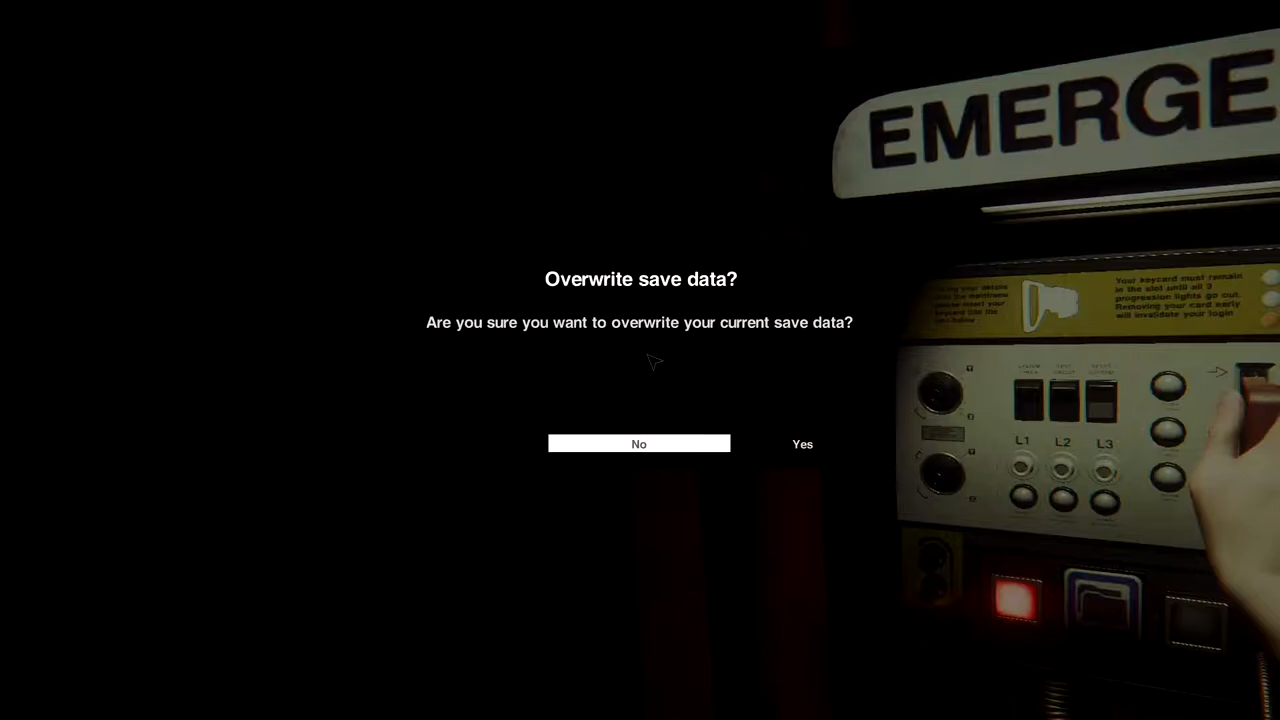 EMERGE
Overwrite save data?
Are you sure you want to overwrite your current save data?
No
Yes
Your keycard must remain
in the slot until all 3
progression lights go out.
Removing your card early
will invalidate your login
L1 L2 L3